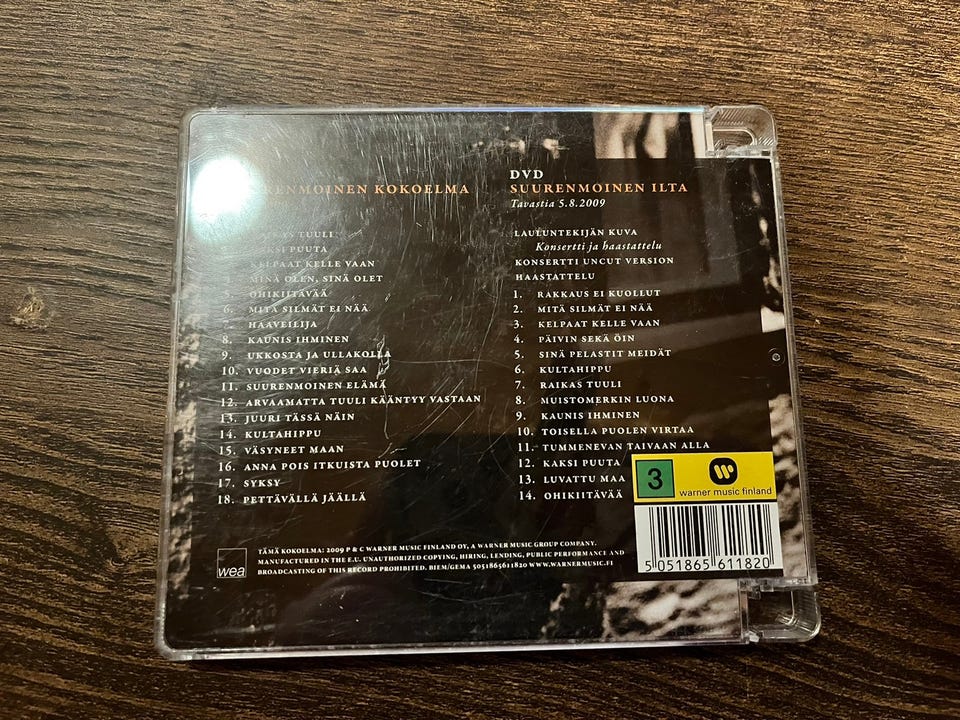 KOKOELMA
TUULI
PUUTA
KELPAAT KELLE VAAN
MINÄ OLEN, SINÄ OLET
5. OHIKIITÄVÄÄ
6. MITÄ SILMÄT EI NÄÄ
7. HAAVEILIJA
8. KAUNIS IHMINEN
9. UKKOSTA JA ULLAKOLLA
10. VUODET VIERIÄ SAA
11. SUURENMOINEN ELÄMÄ
12. ARVAAMATTA TUULI KÄÄNTYY VASTAAN
13. JUURI TÄSSÄ NÄIN
14. KULTAHIPPU
15. VÄSYNEET MAAN
16. ANNA POIS ITKUISTA PUOLET
17. SYKSY
18. PETTÄVÄLLÄ JÄÄLLÄ
DVD
SUURENMOINEN ILTA
Tavastia 5.8.2009
LAULUNTEKIJÄN KUVA
Konsertti ja haastattelu
KONSERTTI UNCUT VERSION
HAASTATTELU
1. RAKKAUS EI KUOLLUT
2. MITÄ SILMÄT EI NÄÄ
3. KELPAAT KELLE VAAN
4. PÄIVIN SEKÄ ÖIN
5. SINÄ PELASTIT MEIDÄT
6. KULTAHIPPU
7. RAIKAS TUULI
8. MUISTOMERKIN LUONA
9. KAUNIS IHMINEN
10. TOISELLA PUOLEN VIRTAA
11. TUMMENEVAN TAIVAAN ALLA
12. KAKSI PUUTA
13. LUVATTU MAA
14. OHIKIITÄVÄÄ
3
warner music finland
5 051865 611820
wea
TÄMÄ KOKOELMA: 2009 P & C WARNER MUSIC FINLAND OY, A WARNER MUSIC GROUP COMPANY.
MANUFACTURED IN THE E.U. UNAUTHORIZED COPYING, HIRING, LENDING, PUBLIC PERFORMANCE AND
BROADCASTING OF THIS RECORD PROHIBITED. BIEM/GEMA 5051865611820 WWW.WARNERMUSIC.FI